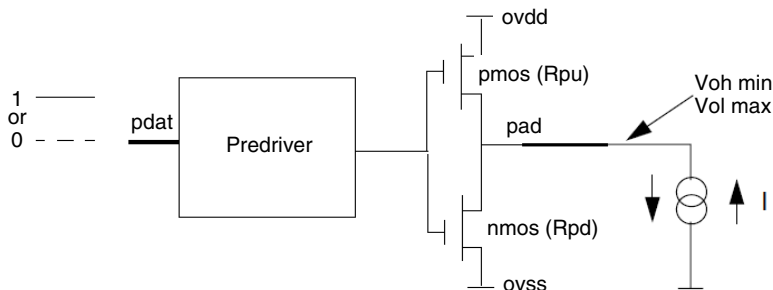 ovdd
pmos (Rpu)
1
or
0
pdat
Predriver
pad
Voh min
Vol max
nmos (Rpd)
I
ovss